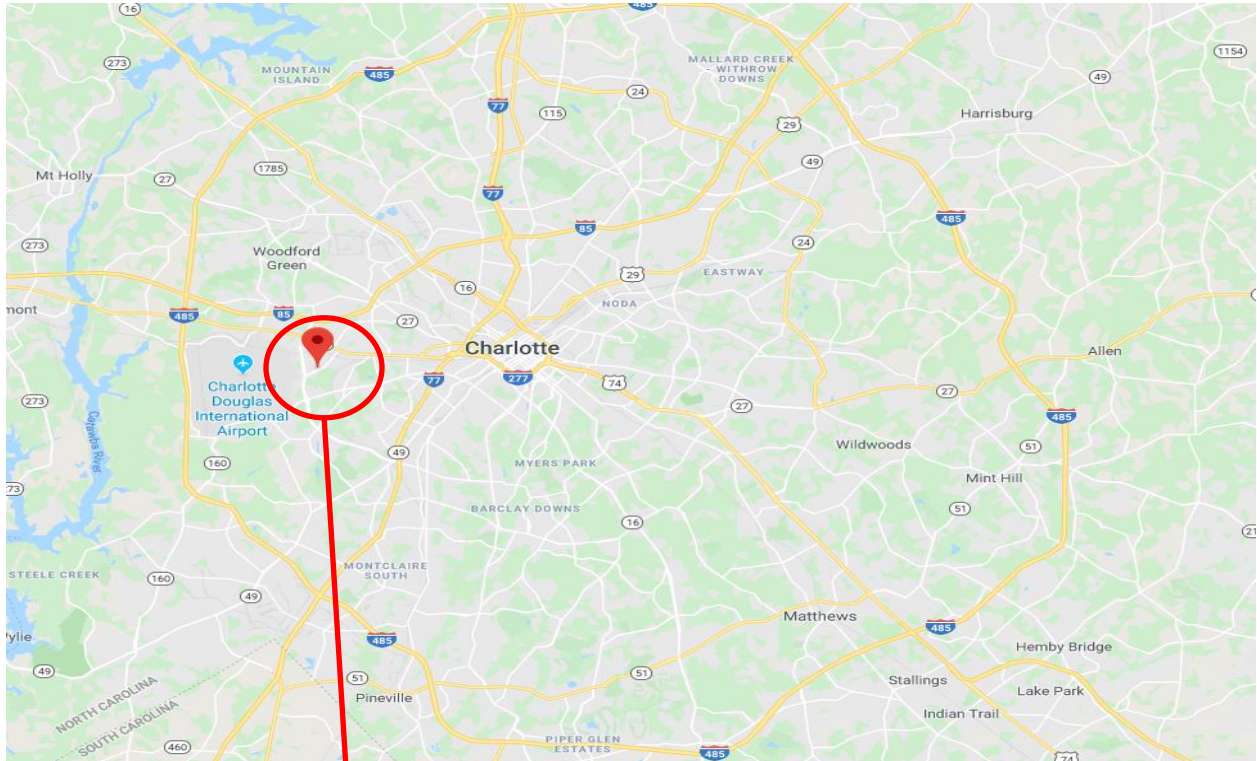 16
485
273
MOUNTAIN
ISLAND
485
77
115
24
MALLARD CREEK
- WITHROW
DOWNS
29
49
1154
Harrisburg
49
Mt Holly
27
1785
77
85
485
273
Woodford
Green
24
29
EASTWAY
16
NODA
mont
485
85
27
Charlotte
Allen
Charlotte
Douglas
International
Airport
77
277
74
27
27
273
Catawba River
485
160
49
MYERS PARK
Wildwoods
51
Mint Hill
73
BARCLAY DOWNS
16
51
21
STEELE CREEK
160
MONTCLAIRE
SOUTH
49
Matthews
485
Wylie
485
Hemby Bridge
49
51
51
Stallings
Pineville
Lake Park
NORTH CAROLINA
SOUTH CAROLINA
Indian Trail
460
PIPER GLEN
ESTATES
485
74